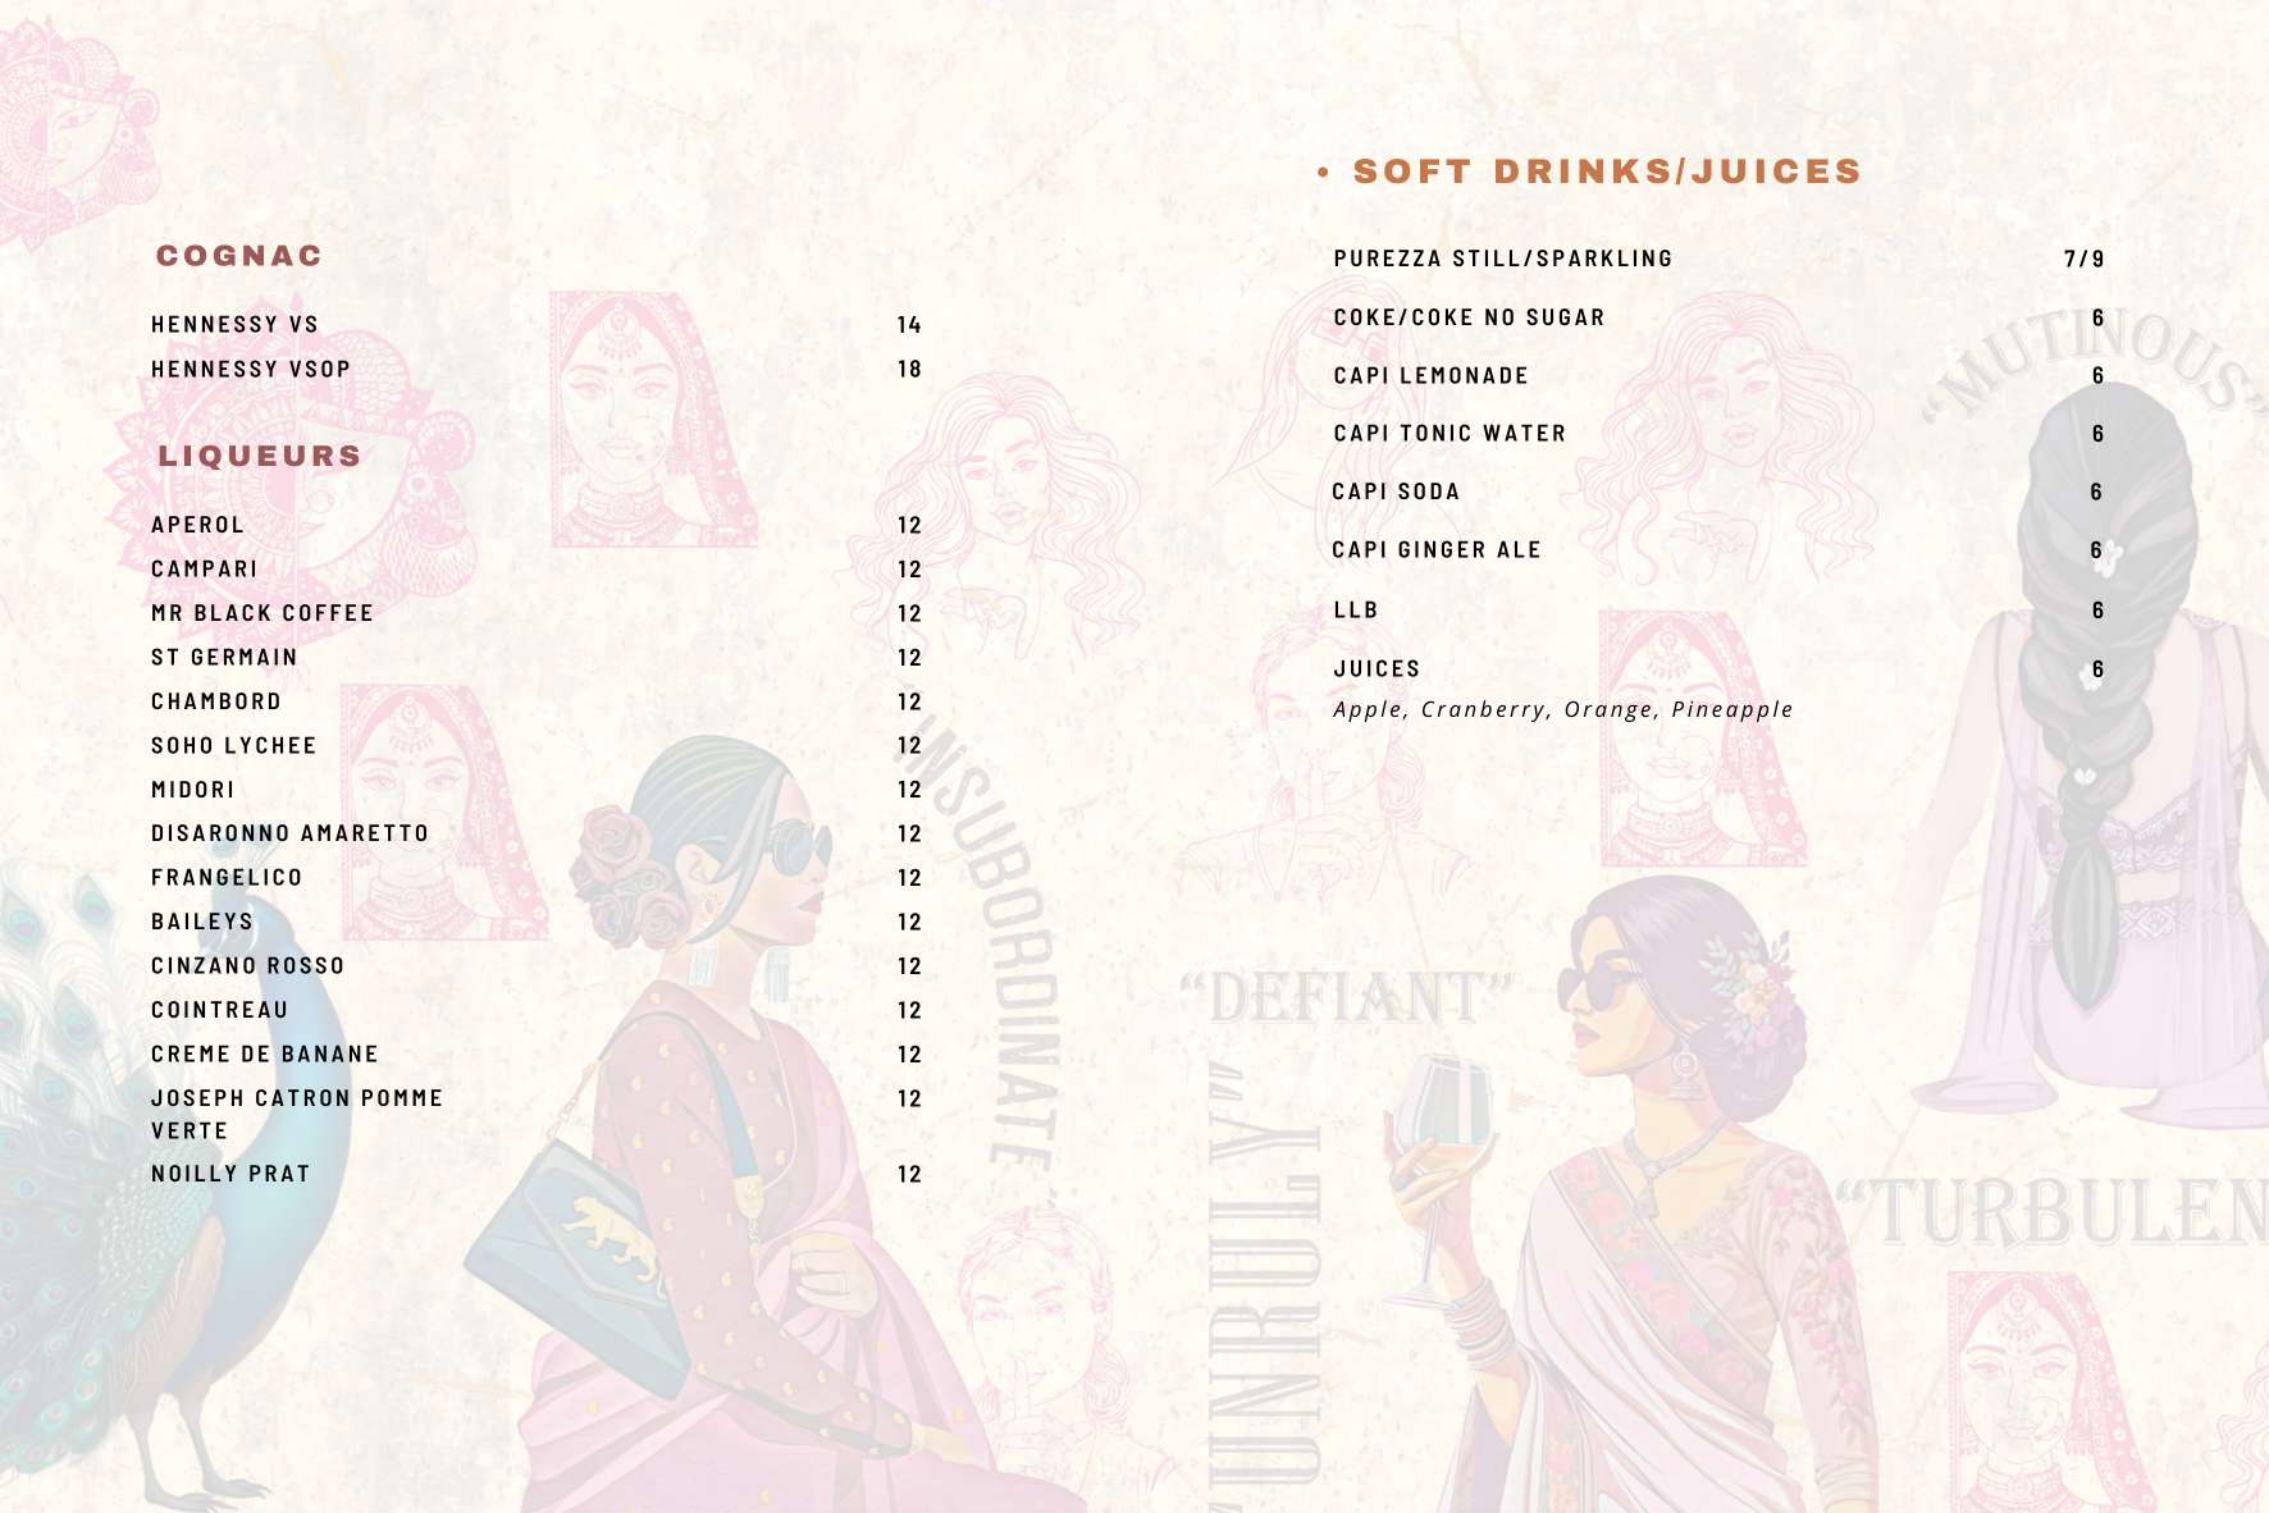 COGNAC
HENNESSY VS 14
HENNESSY VSOP 18
LIQUEURS
APEROL 12
CAMPARI 12
MR BLACK COFFEE 12
ST GERMAIN 12
CHAMBORD 12
SOHO LYCHEE 12
MIDORI 12
DISARONNO AMARETTO 12
FRANGELICO 12
BAILEYS 12
CINZANO ROSSO 12
COINTREAU 12
CREME DE BANANE 12
JOSEPH CATRON POMME 12
VERTE
NOILLY PRAT 12
INSUBORDINATE"
• SOFT DRINKS/JUICES
PUREZZA STILL/SPARKLING 7/9
COKE/COKE NO SUGAR 6
CAPI LEMONADE 6
CAPI TONIC WATER 6
CAPI SODA 6
CAPI GINGER ALE 6
LLB 6
JUICES 6
Apple, Cranberry, Orange, Pineapple
“MUTINOUS”
“DEFIANT”
“UNRULY”
“TURBULEN